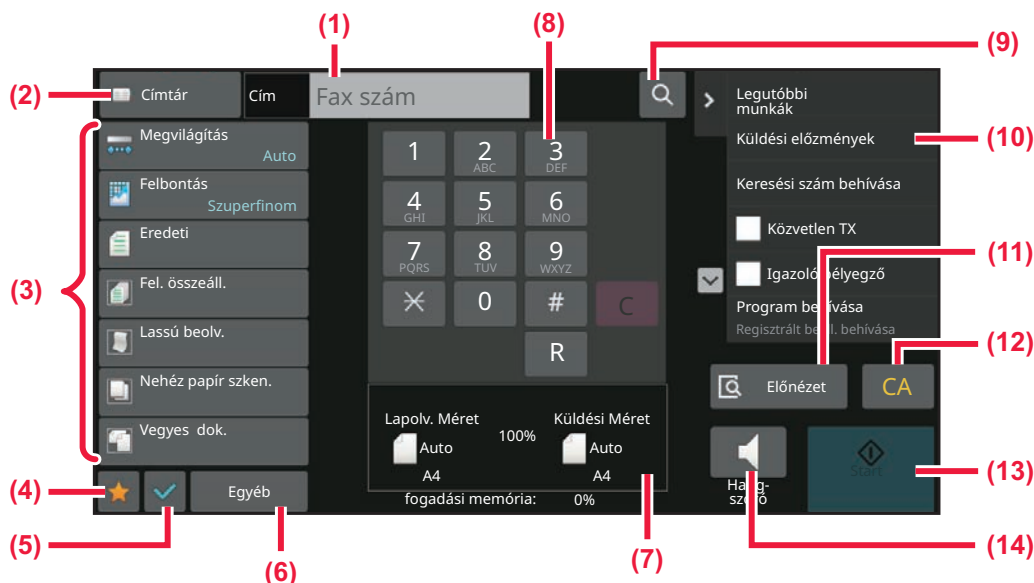 (1)
(8)
(9)
(2)
Címtár
Cím
Fax szám
(3)
Megvilágítás
Auto
Felbontás
Szuperfinom
Eredeti
Fel. összeáll.
Lassú beolv.
Nehéz papír szken.
Vegyes dok.
1
2
ABC
3
DEF
4
GHI
5
JKL
6
MNO
7
PQRS
8
TUV
9
WXYZ
0
#
C
R
Legutóbbi
munkák
Küldési előzmények
(10)
Keresési szám behívása
Közvetlen TX
(11)
Igazoló bélyegző
Program behívása
Regisztrált beáll. behívása
(12)
Előnézet
CA
Lapolv. Méret
Küldési Méret
100%
Auto
Auto
A4
A4
fogadási memória: 0%
Start
(13)
Hang-
szóró
(4)
Egyéb
(5)
(6)
(7)
(14)